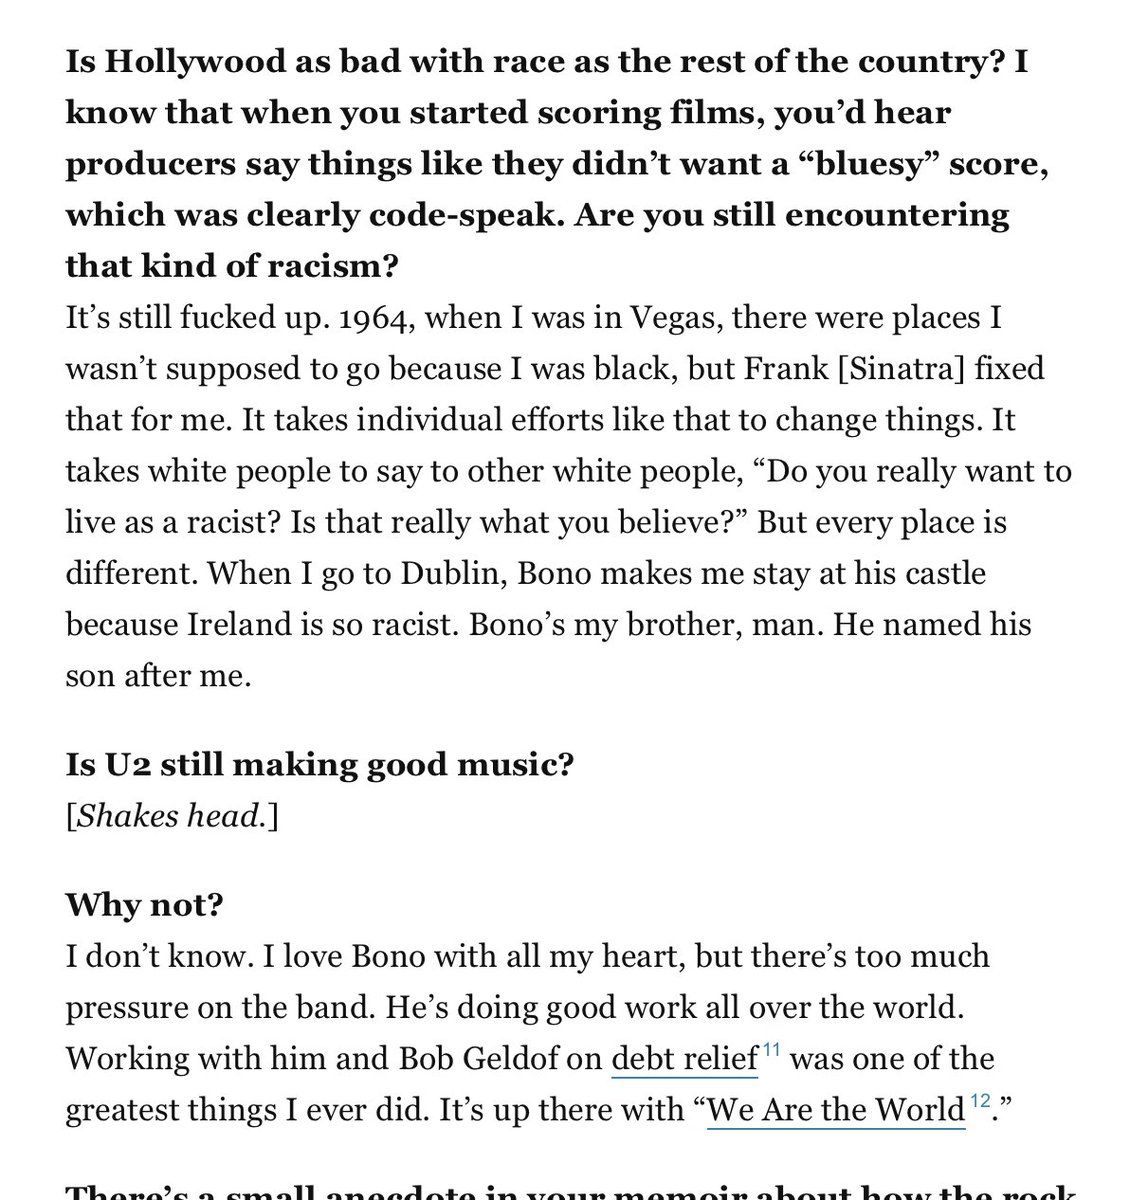 Is Hollywood as bad with race as the rest of the country? I
know that when you started scoring films, you’d hear
producers say things like they didn’t want a “bluesy” score,
which was clearly code-speak. Are you still encountering
that kind of racism?
It’s still fucked up. 1964, when I was in Vegas, there were places I
wasn’t supposed to go because I was black, but Frank [Sinatra] fixed
that for me. It takes individual efforts like that to change things. It
takes white people to say to other white people, “Do you really want to
live as a racist? Is that really what you believe?” But every place is
different. When I go to Dublin, Bono makes me stay at his castle
because Ireland is so racist. Bono’s my brother, man. He named his
son after me.
Is U2 still making good music?
[Shakes head.]
Why not?
I don’t know. I love Bono with all my heart, but there’s too much
pressure on the band. He’s doing good work all over the world.
Working with him and Bob Geldof on debt relief 11 was one of the
greatest things I ever did. It’s up there with “We Are the World 12.”
There’s a small anecdote in your memoir about how the rock